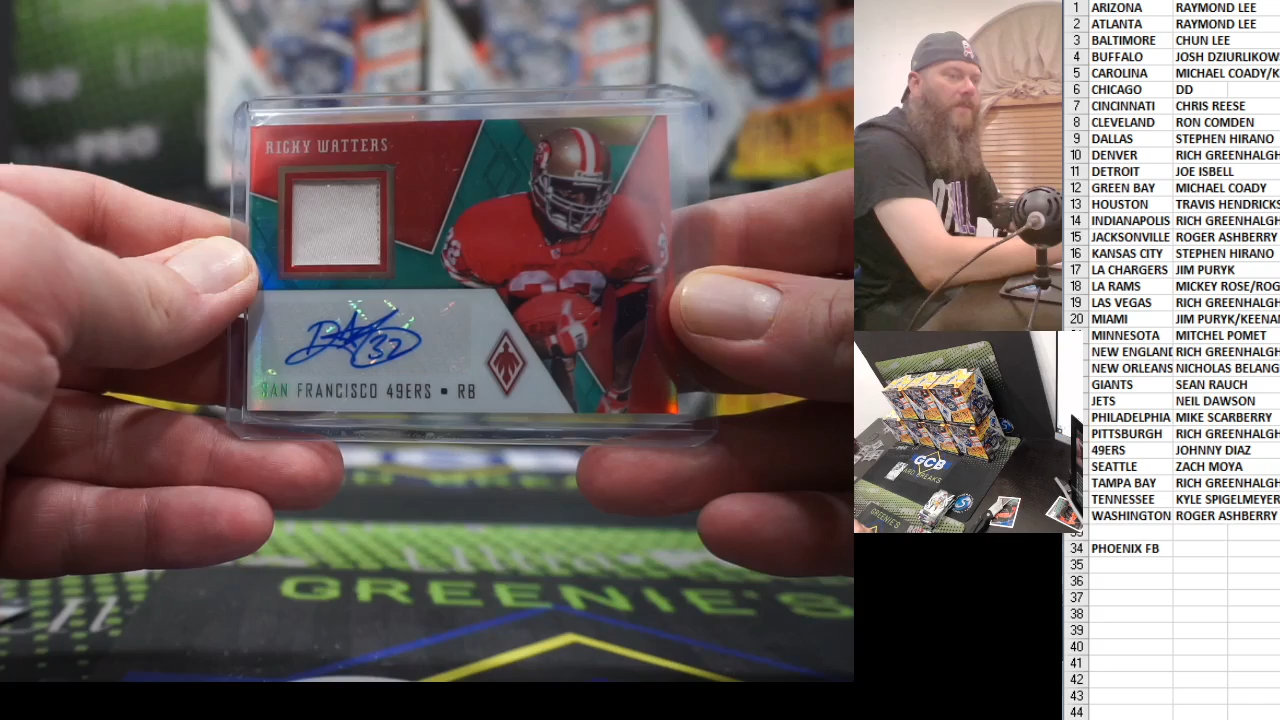 RICKY WATTERS
32
SAN FRANCISCO 49ERS ▪ RB
GREENIE'S
GCB
GREENIE'S
1 ARIZONA RAYMOND LEE
2 ATLANTA RAYMOND LEE
3 BALTIMORE CHUN LEE
4 BUFFALO JOSH DZIURLIKOW
5 CAROLINA MICHAEL COADY/K
6 CHICAGO DD
7 CINCINNATI CHRIS REESE
8 CLEVELAND RON COMDEN
9 DALLAS STEPHEN HIRANO
10 DENVER RICH GREENHALGH
11 DETROIT JOE ISBELL
12 GREEN BAY MICHAEL COADY
13 HOUSTON TRAVIS HENDRICKS
14 INDIANAPOLIS RICH GREENHALGH
15 JACKSONVILLE ROGER ASHBERRY
16 KANSAS CITY STEPHEN HIRANO
17 LA CHARGERS JIM PURYK
18 LA RAMS MICKEY ROSE/ROG
19 LAS VEGAS RICH GREENHALGH
20 MIAMI JIM PURYK/KEENAN
MINNESOTA MITCHEL POMET
NEW ENGLAND RICH GREENHALGH
NEW ORLEANS NICHOLAS BELANG
GIANTS SEAN RAUCH
JETS NEIL DAWSON
PHILADELPHIA MIKE SCARBERRY
PITTSBURGH RICH GREENHALGH
49ERS JOHNNY DIAZ
SEATTLE ZACH MOYA
TAMPA BAY RICH GREENHALGH
TENNESSEE KYLE SPIGELMEYER
WASHINGTON ROGER ASHBERRY
34 PHOENIX FB
35
36
37
38
39
40
41
42
43
44